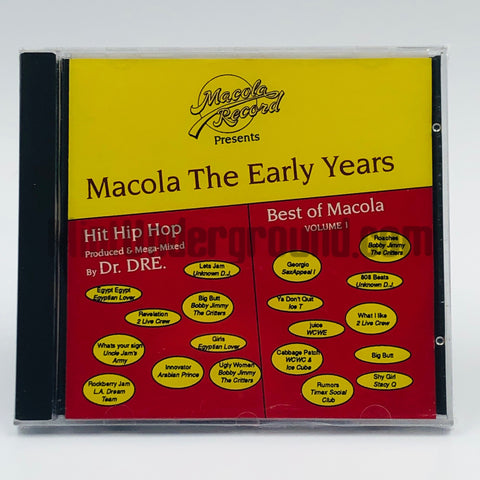 Macola
Record
Presents
Macola The Early Years
Hit Hip Hop
Produced & Mega-Mixed
By Dr. DRE.
Lets Jam
Unknown D.J
Egypt Egypt
Egyptian Lover
Big Butt
Bobby Jimmy
The Critters
Revelation
2 Live Crew
Girls
Egyptian Lover
Whats your sign
Uncle Jam's
Army
Innovator
Arabian Prince
Ugly Women
Bobby Jimmy
The Critters
Rockberry Jam
L.A. Dream
Team
Best of Macola
VOLUME I
Roaches
Bobby Jimmy
The Critters
Georgio
SaxAppeal I
808 Beats
Unknown D.J
Ya Don't Quit
Ice T
What I like
2 Live Crew
juice
WCWE
Cabbage Patch
WCWC &
Ice Cube
Big Butt
Shy Girl
Stacy Q
Rumors
Timex Social
Club